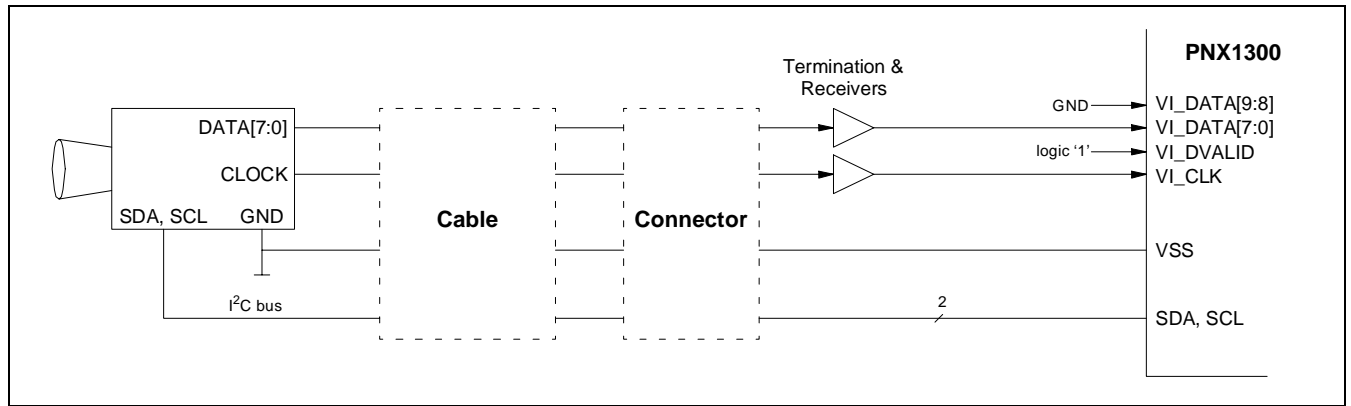 PNX1300
Termination &
Receivers
GND
VI_DATA[9:8]
DATA[7:0]
VI_DATA[7:0]
logic ‘1’
VI_DVALID
CLOCK
VI_CLK
SDA, SCL GND
Cable
Connector
VSS
I²C bus
2
SDA, SCL